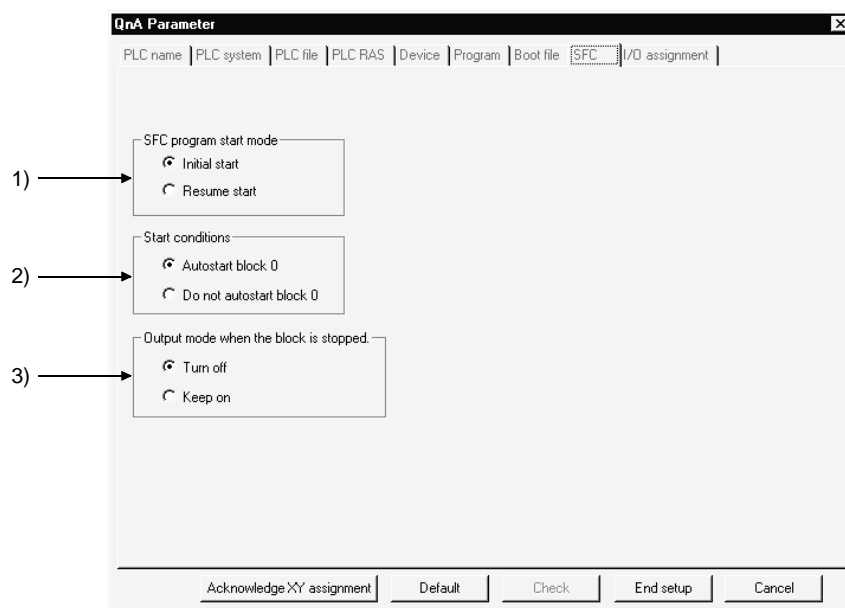 QnA Parameter
PLC name PLC system PLC file PLC RAS Device Program Boot file SFC I/O assignment
SFC program start mode
1)
Initial start
Resume start
Start conditions
2)
Autostart block 0
Do not autostart block 0
Output mode when the block is stopped.
3)
Turn off
Keep on
Acknowledge XY assignment Default Check End setup Cancel